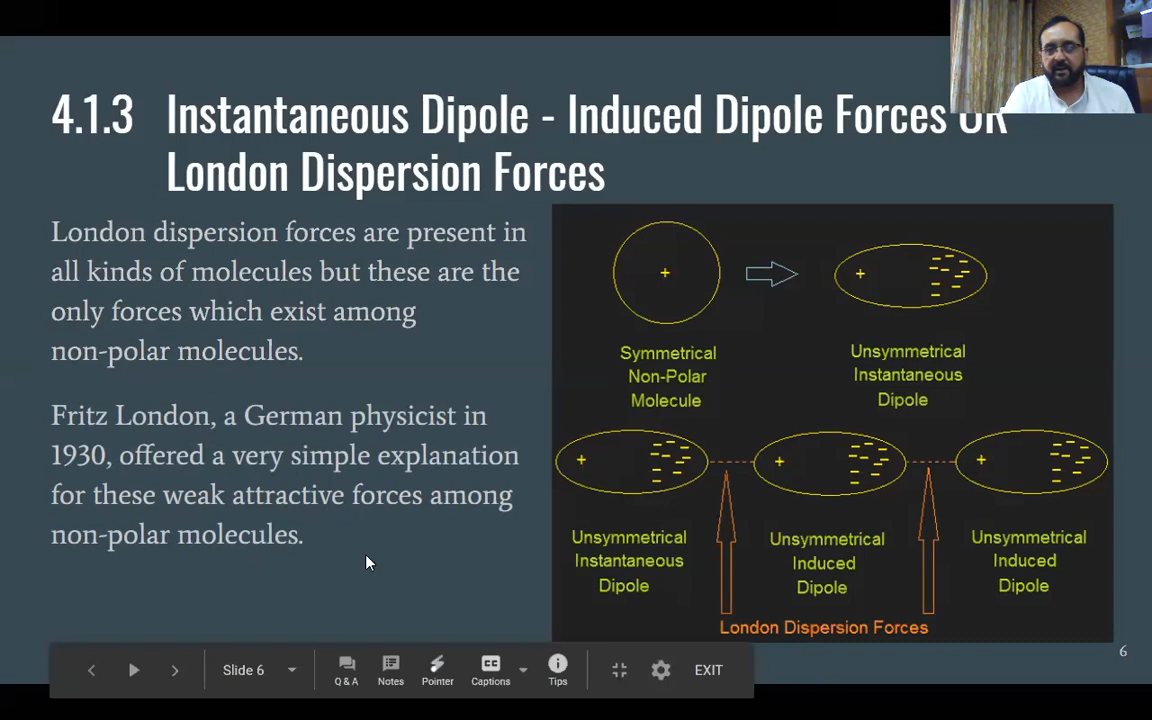 4.1.3 Instantaneous Dipole - Induced Dipole Forces OR
London Dispersion Forces
London dispersion forces are present in
all kinds of molecules but these are the
only forces which exist among
non-polar molecules.
Fritz London, a German physicist in
1930, offered a very simple explanation
for these weak attractive forces among
non-polar molecules.
+
+
Symmetrical
Non-Polar
Molecule
Unsymmetrical
Instantaneous
Dipole
+
+
+
Unsymmetrical
Instantaneous
Dipole
Unsymmetrical
Induced
Dipole
Unsymmetrical
Induced
Dipole
London Dispersion Forces
6
Slide 6
Q & A
Notes
Pointer
CC
Captions
Tips
EXIT